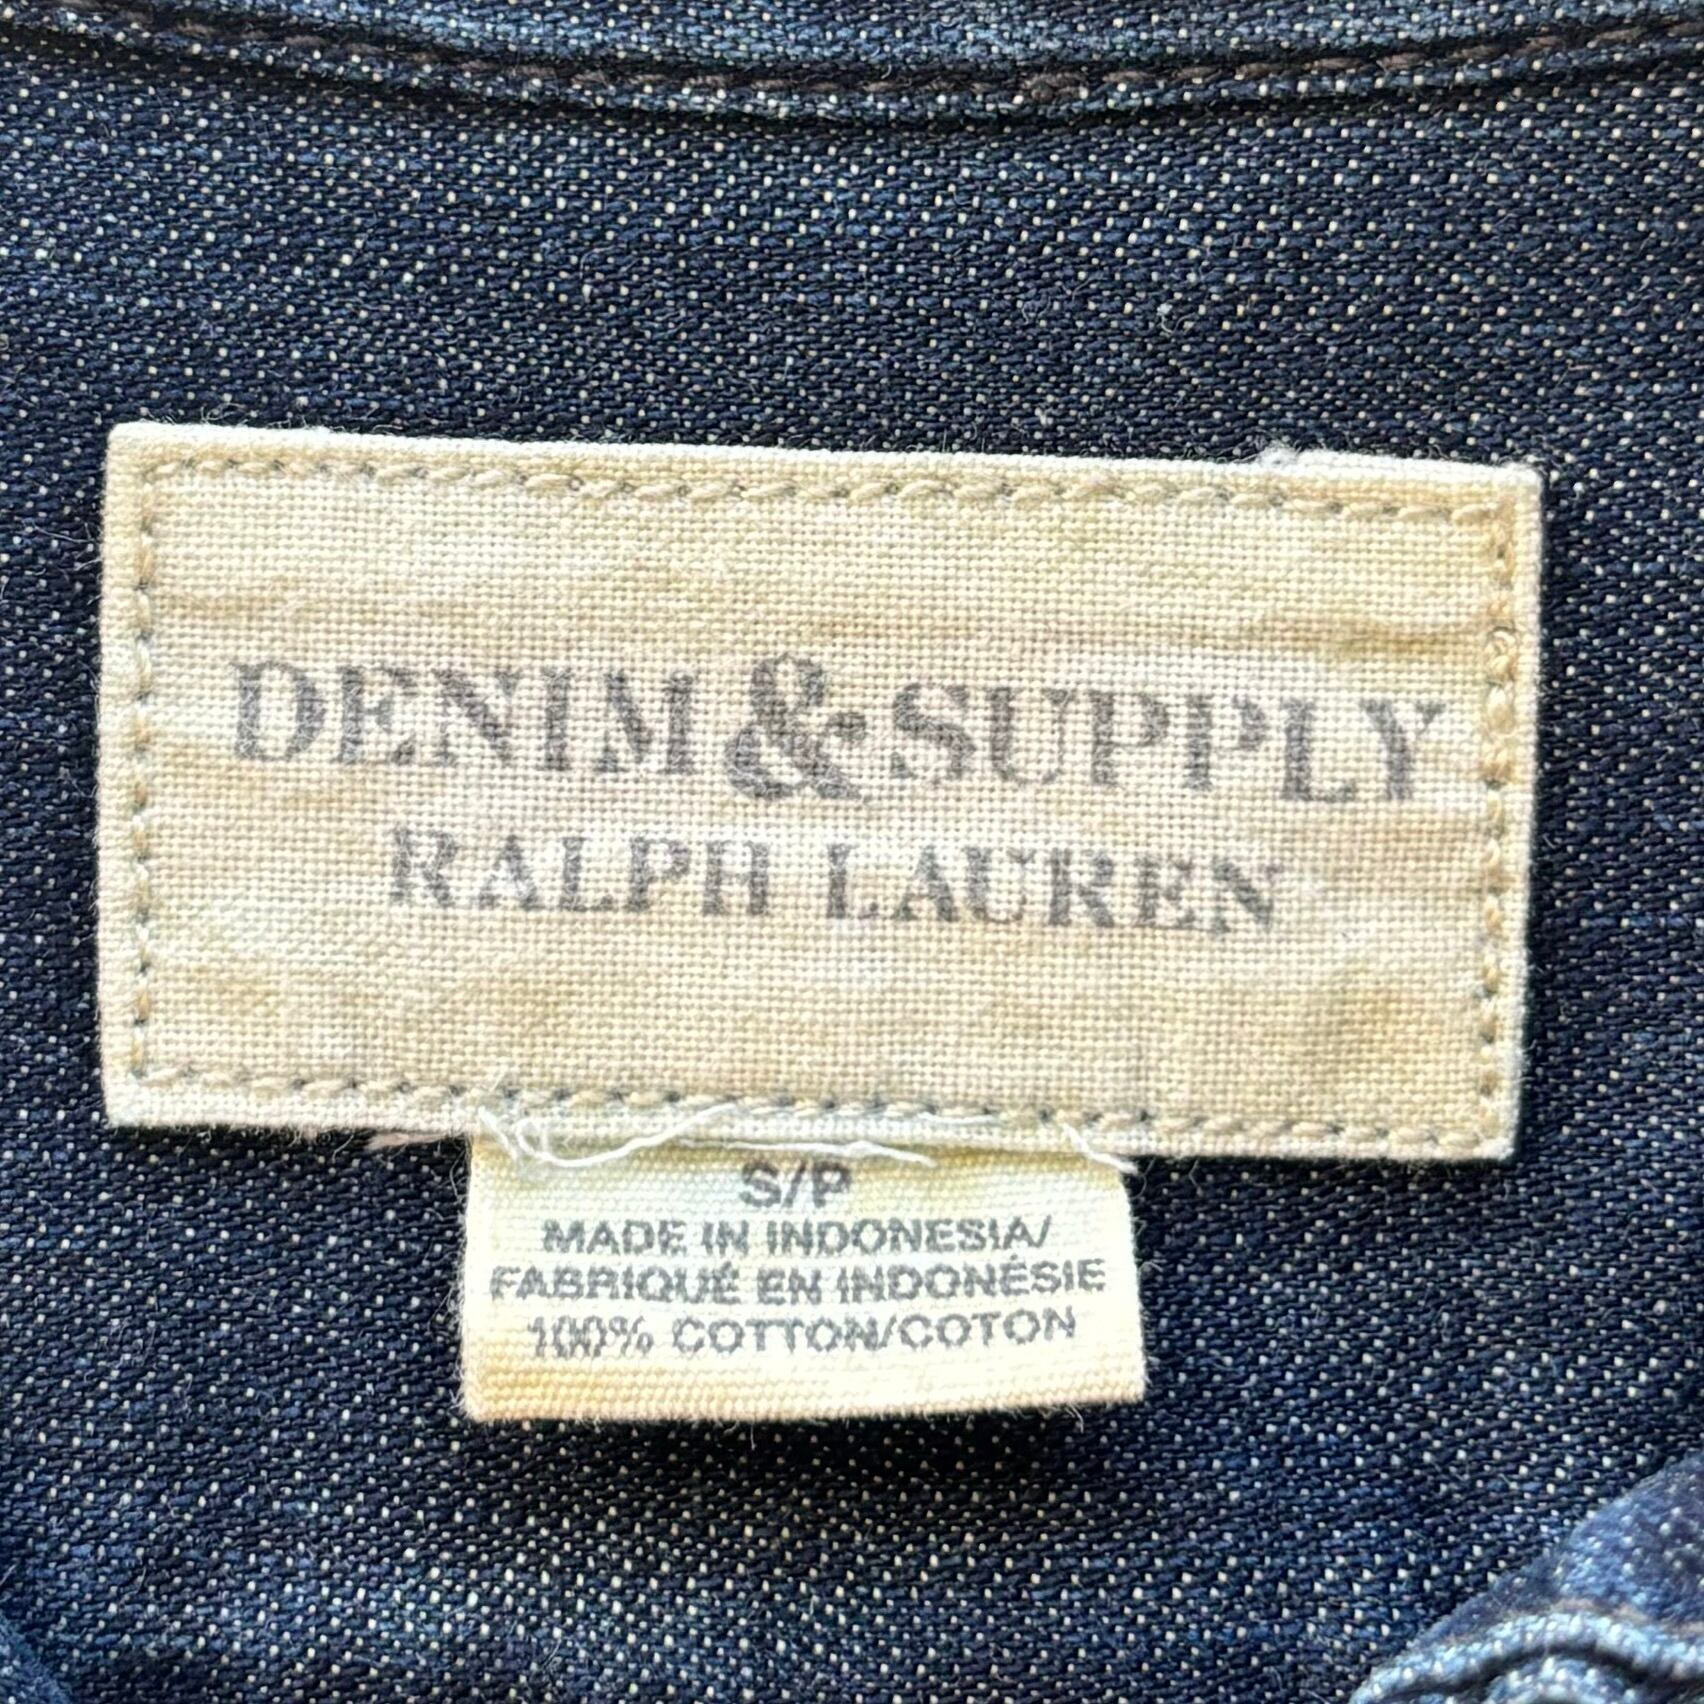 DENIM & SUPPLY
RALPH LAUREN
S/P
MADE IN INDONESIA/
FABRIQUÉ EN INDONÉSIE
100% COTTON/COTON